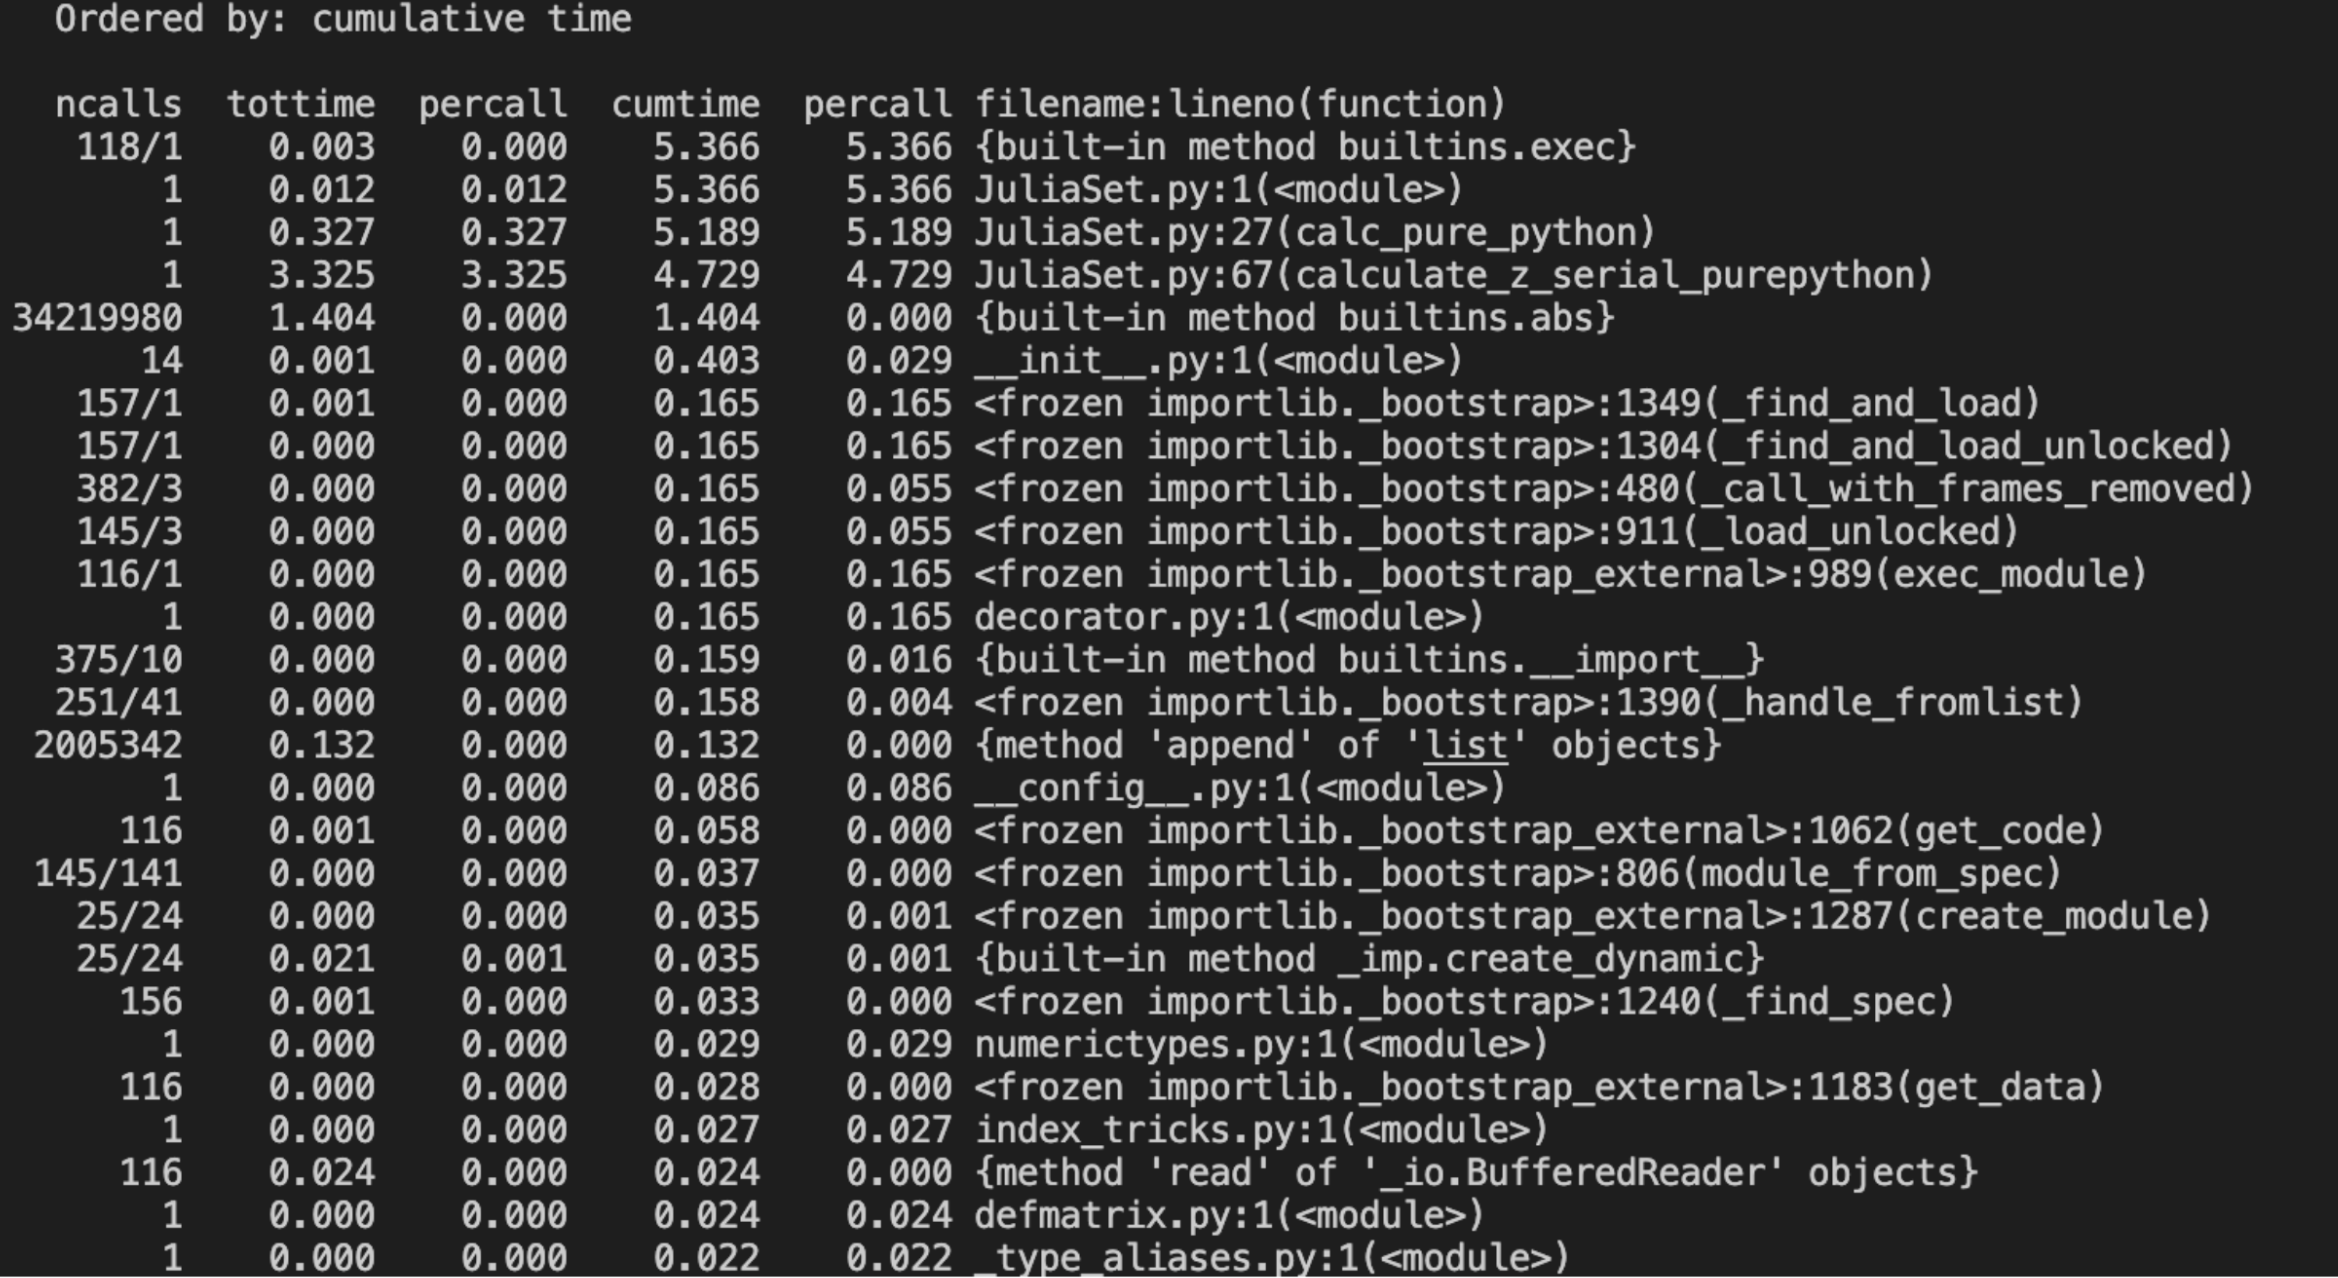 Ordered by: cumulative time
ncalls tottime percall cumtime percall filename:lineno(function)
118/1 0.003 0.000 5.366 5.366 {built-in method builtins.exec}
1 0.012 0.012 5.366 5.366 JuliaSet.py:1(<module>)
1 0.327 0.327 5.189 5.189 JuliaSet.py:27(calc_pure_python)
1 3.325 3.325 4.729 4.729 JuliaSet.py:67(calculate_z_serial_purepython)
34219980 1.404 0.000 1.404 0.000 {built-in method builtins.abs}
14 0.001 0.000 0.403 0.029 __init__.py:1(<module>)
157/1 0.001 0.000 0.165 0.165 <frozen importlib._bootstrap>:1349(_find_and_load)
157/1 0.000 0.000 0.165 0.165 <frozen importlib._bootstrap>:1304(_find_and_load_unlocked)
382/3 0.000 0.000 0.165 0.055 <frozen importlib._bootstrap>:480(_call_with_frames_removed)
145/3 0.000 0.000 0.165 0.055 <frozen importlib._bootstrap>:911(_load_unlocked)
116/1 0.000 0.000 0.165 0.165 <frozen importlib._bootstrap_external>:989(exec_module)
1 0.000 0.000 0.165 0.165 decorator.py:1(<module>)
375/10 0.000 0.000 0.159 0.016 {built-in method builtins.__import__}
251/41 0.000 0.000 0.158 0.004 <frozen importlib._bootstrap>:1390(_handle_fromlist)
2005342 0.132 0.000 0.132 0.000 {method 'append' of 'list' objects}
1 0.000 0.000 0.086 0.086 __config__.py:1(<module>)
116 0.001 0.000 0.058 0.000 <frozen importlib._bootstrap_external>:1062(get_code)
145/141 0.000 0.000 0.037 0.000 <frozen importlib._bootstrap>:806(module_from_spec)
25/24 0.000 0.000 0.035 0.001 <frozen importlib._bootstrap_external>:1287(create_module)
25/24 0.021 0.001 0.035 0.001 {built-in method _imp.create_dynamic}
156 0.001 0.000 0.033 0.000 <frozen importlib._bootstrap>:1240(_find_spec)
1 0.000 0.000 0.029 0.029 numerictypes.py:1(<module>)
116 0.000 0.000 0.028 0.000 <frozen importlib._bootstrap_external>:1183(get_data)
1 0.000 0.000 0.027 0.027 index_tricks.py:1(<module>)
116 0.024 0.000 0.024 0.000 {method 'read' of '_io.BufferedReader' objects}
1 0.000 0.000 0.024 0.024 defmatrix.py:1(<module>)
1 0.000 0.000 0.022 0.022 _type_aliases.py:1(<module>)